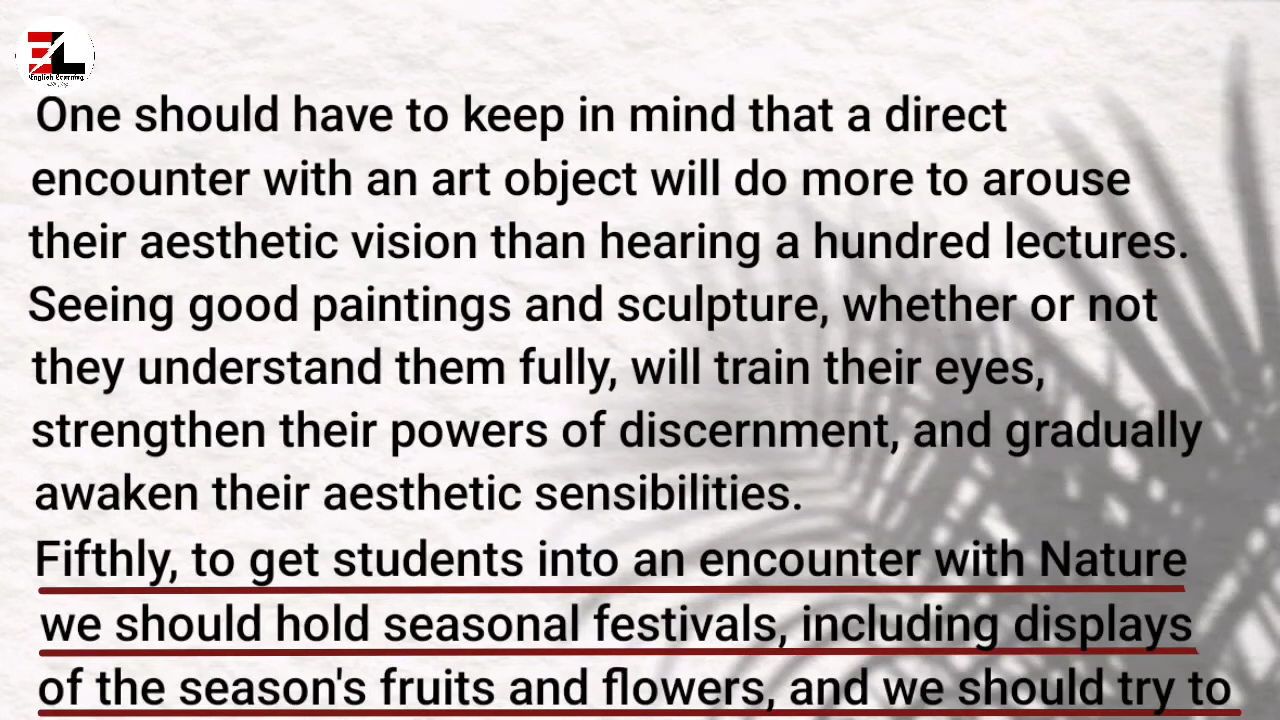 EL
English Learning
One should have to keep in mind that a direct
encounter with an art object will do more to arouse
their aesthetic vision than hearing a hundred lectures.
Seeing good paintings and sculpture, whether or not
they understand them fully, will train their eyes,
strengthen their powers of discernment, and gradually
awaken their aesthetic sensibilities.
Fifthly, to get students into an encounter with Nature
we should hold seasonal festivals, including displays
of the season's fruits and flowers, and we should try to